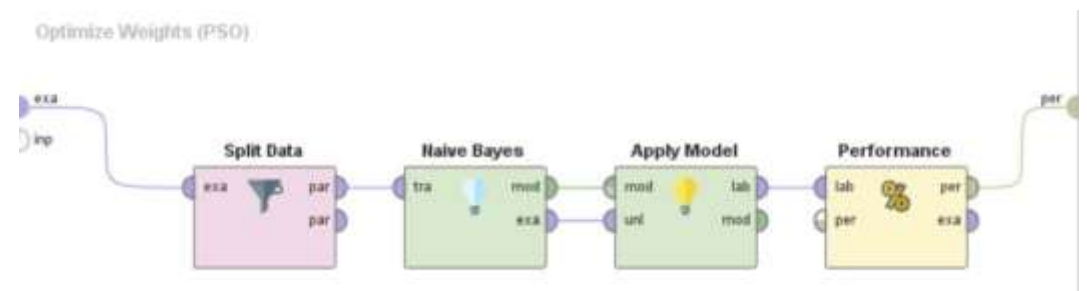 Optimize Weights (PSO)
exa
per
inp
Split Data
Naive Bayes
Apply Model
Performance
exa
par
tra
mod
mod
lab
lab
per
par
exa
unl
mod
per
exa